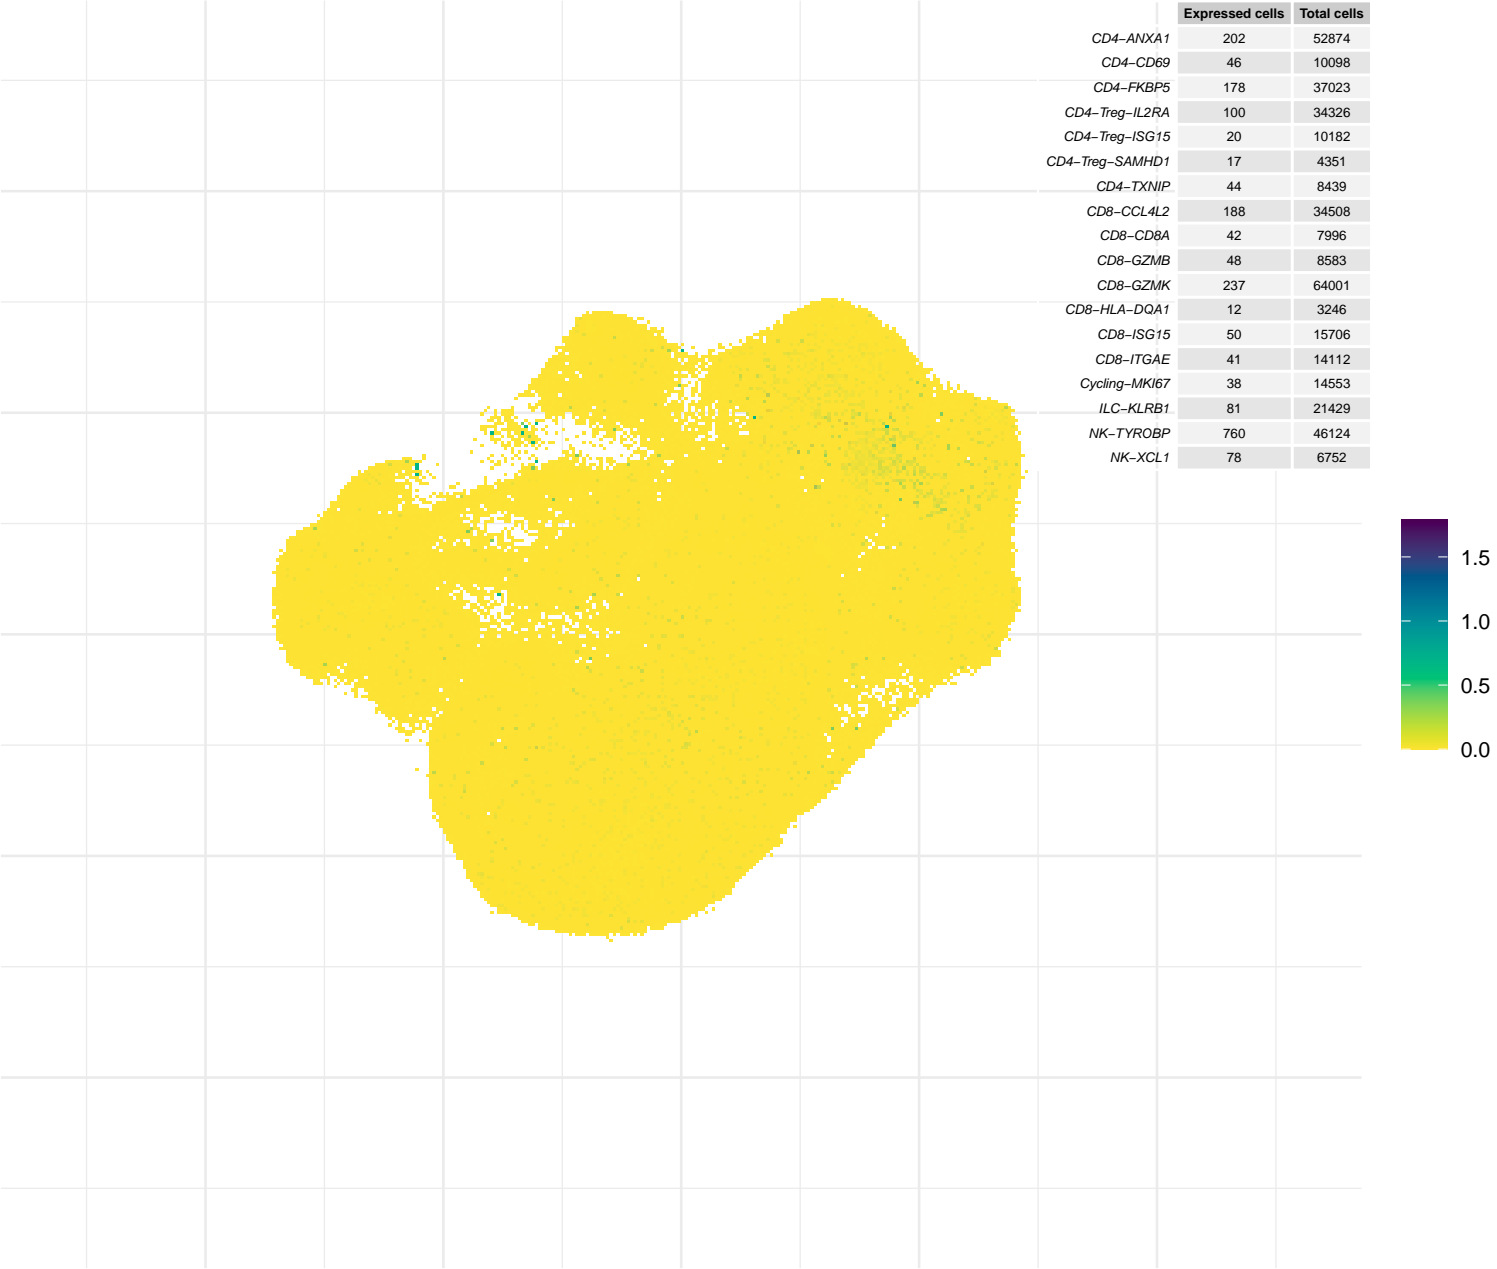 Expressed cells Total cells
CD4−ANXA1 202 52874
CD4−CD69 46 10098
CD4−FKBP5 178 37023
CD4−Treg−IL2RA 100 34326
CD4−Treg−ISG15 20 10182
CD4−Treg−SAMHD1 17 4351
CD4−TXNIP 44 8439
CD8−CCL4L2 188 34508
CD8−CD8A 42 7996
CD8−GZMB 48 8583
CD8−GZMK 237 64001
CD8−HLA−DQA1 12 3246
CD8−ISG15 50 15706
CD8−ITGAE 41 14112
Cycling−MKI67 38 14553
ILC−KLRB1 81 21429
NK−TYROBP 760 46124
NK−XCL1 78 6752
1.5
1.0
0.5
0.0